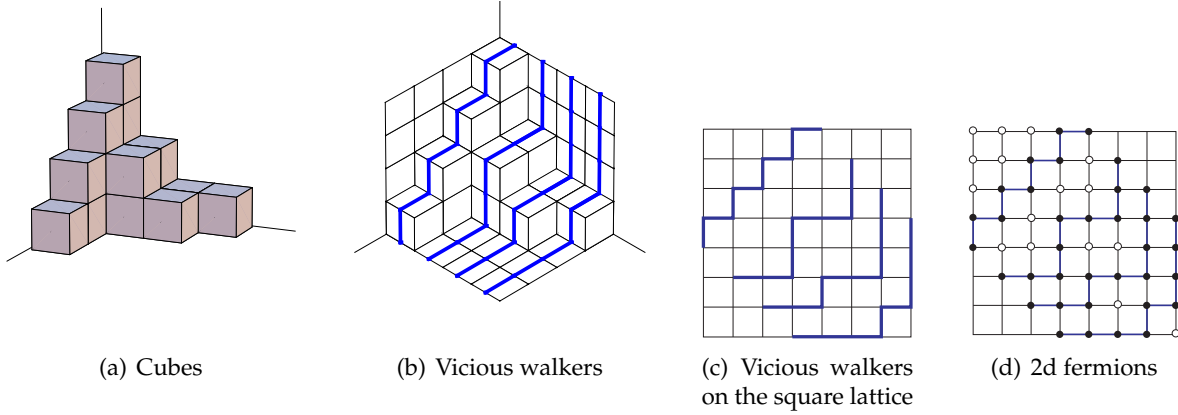 (a) Cubes
(b) Vicious walkers
(c) Vicious walkers
on the square lattice
(d) 2d fermions